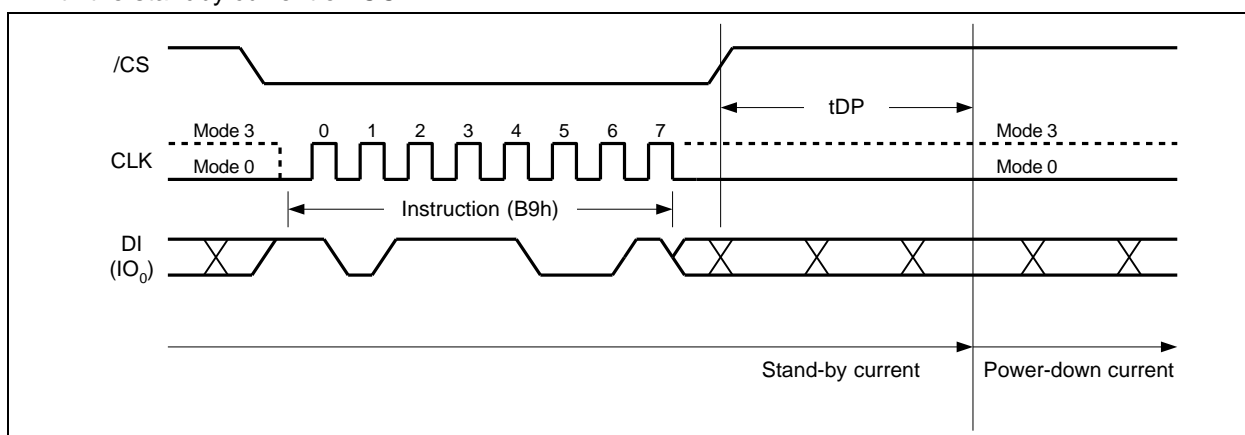 /CS
tDP
Mode 3 0 1 2 3 4 5 6 7 Mode 3
CLK
Mode 0 Mode 0
Instruction (B9h)
DI
(IO0)
Stand-by current Power-down current